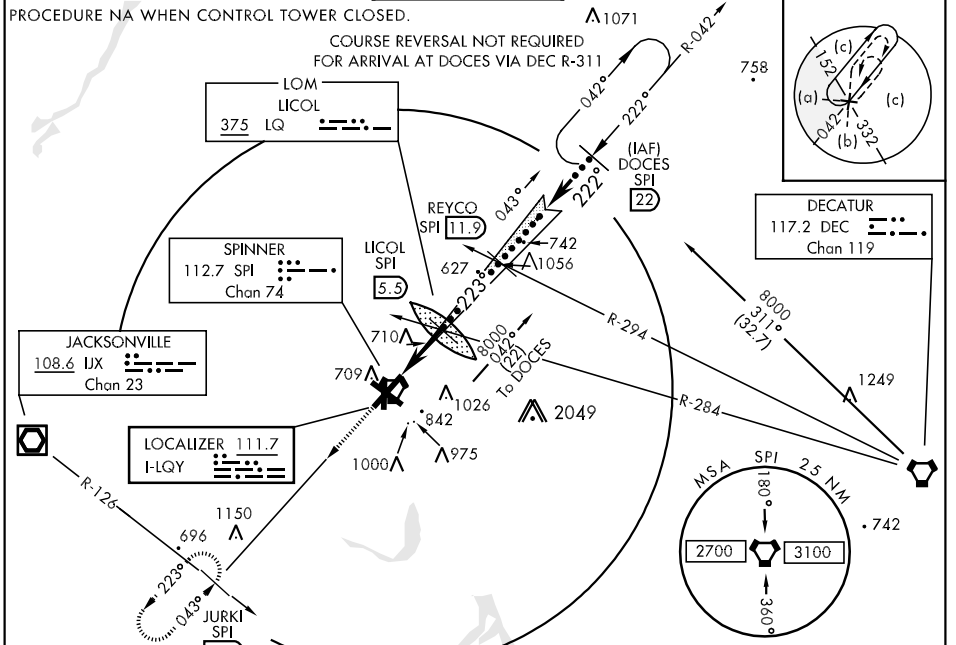 PROCEDURE NA WHEN CONTROL TOWER CLOSED.
1071
R-042
COURSE REVERSAL NOT REQUIRED
FOR ARRIVAL AT DOCES VIA DEC R-311
758
042°
222°
(c)
152
(a)
(c)
042
(b)
332
LOM
LICOL
375 LQ
(IAF)
DOCES
SPI
22
222°
043°
REYCO
SPI 11.9
742
1056
627
223°
DECATUR
117.2 DEC
Chan 119
SPINNER
112.7 SPI
Chan 74
LICOL
SPI
5.5
8000
311°
(32.7)
R-294
710
8000
042°
(22)
To DOCES
JACKSONVILLE
108.6 IJX
Chan 23
709
1026
2049
R-284
1249
842
LOCALIZER 111.7
I-LQY
1000
975
R-126
MSA SPI 25 NM
180°
2700
3100
360°
742
1150
696
223°
043°
JURKI
SPI